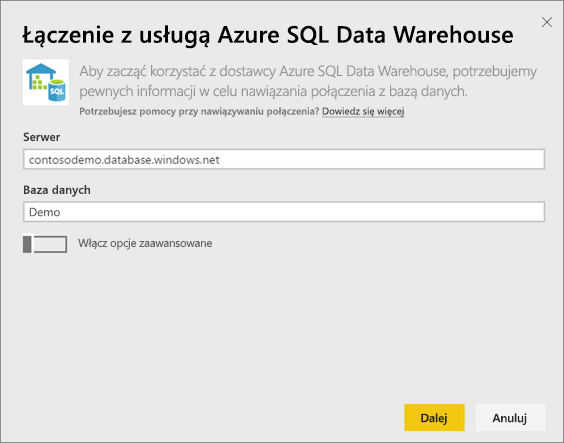 Łączenie z usługą Azure SQL Data Warehouse
SQL
Aby zacząć korzystać z dostawcy Azure SQL Data Warehouse, potrzebujemy
pewnych informacji w celu nawiązania połączenia z bazą danych.
Potrzebujesz pomocy przy nawiązywaniu połączenia? Dowiedz się więcej
Serwer
contosodemo.database.windows.net
Baza danych
Demo
Włącz opcje zaawansowane
Dalej
Anuluj